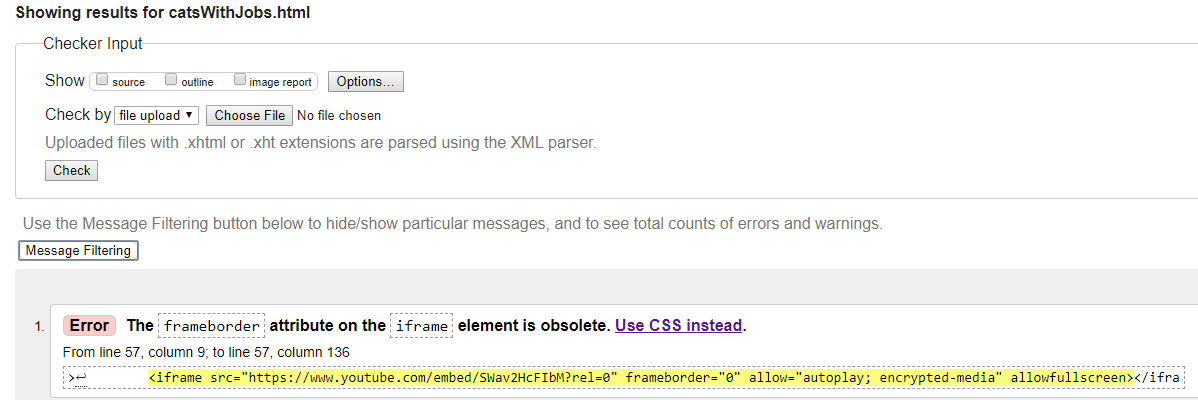 Showing results for catsWithJobs.html
Checker Input
Show source outline image report Options...
Check by file upload ▼ Choose File No file chosen
Uploaded files with .xhtml or .xht extensions are parsed using the XML parser.
Check
Use the Message Filtering button below to hide/show particular messages, and to see total counts of errors and warnings.
Message Filtering
1. Error The frameborder attribute on the iframe element is obsolete. Use CSS instead.
From line 57, column 9; to line 57, column 136
>↩ <iframe src="https://www.youtube.com/embed/SWav2HcFIbM?rel=0" frameborder="0" allow="autoplay; encrypted-media" allowfullscreen></ifra